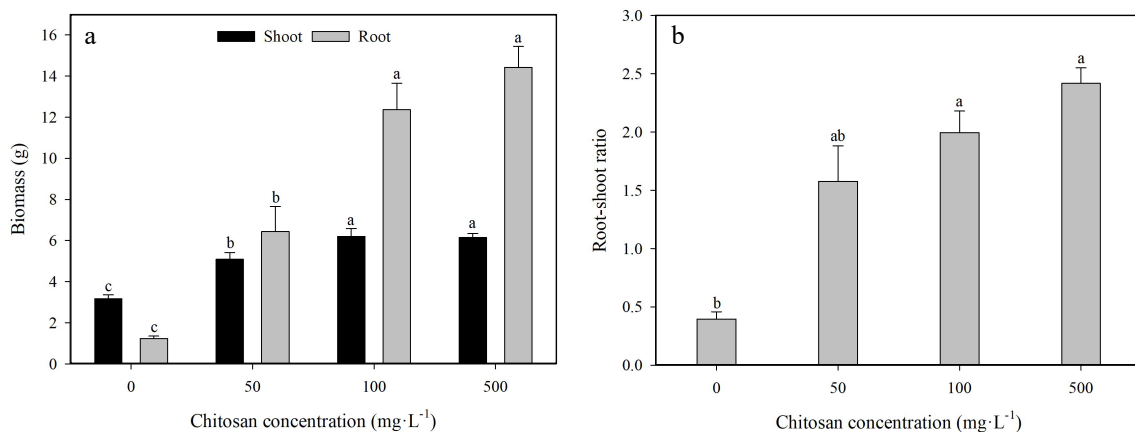 a
Shoot
Root
Biomass (g)
16
14
12
10
8
6
4
2
0
c
c
b
b
a
a
a
a
0
50
100
500
Chitosan concentration (mg·L⁻¹)
b
Root-shoot ratio
3.0
2.5
2.0
1.5
1.0
0.5
0.0
b
ab
a
a
0
50
100
500
Chitosan concentration (mg·L⁻¹)